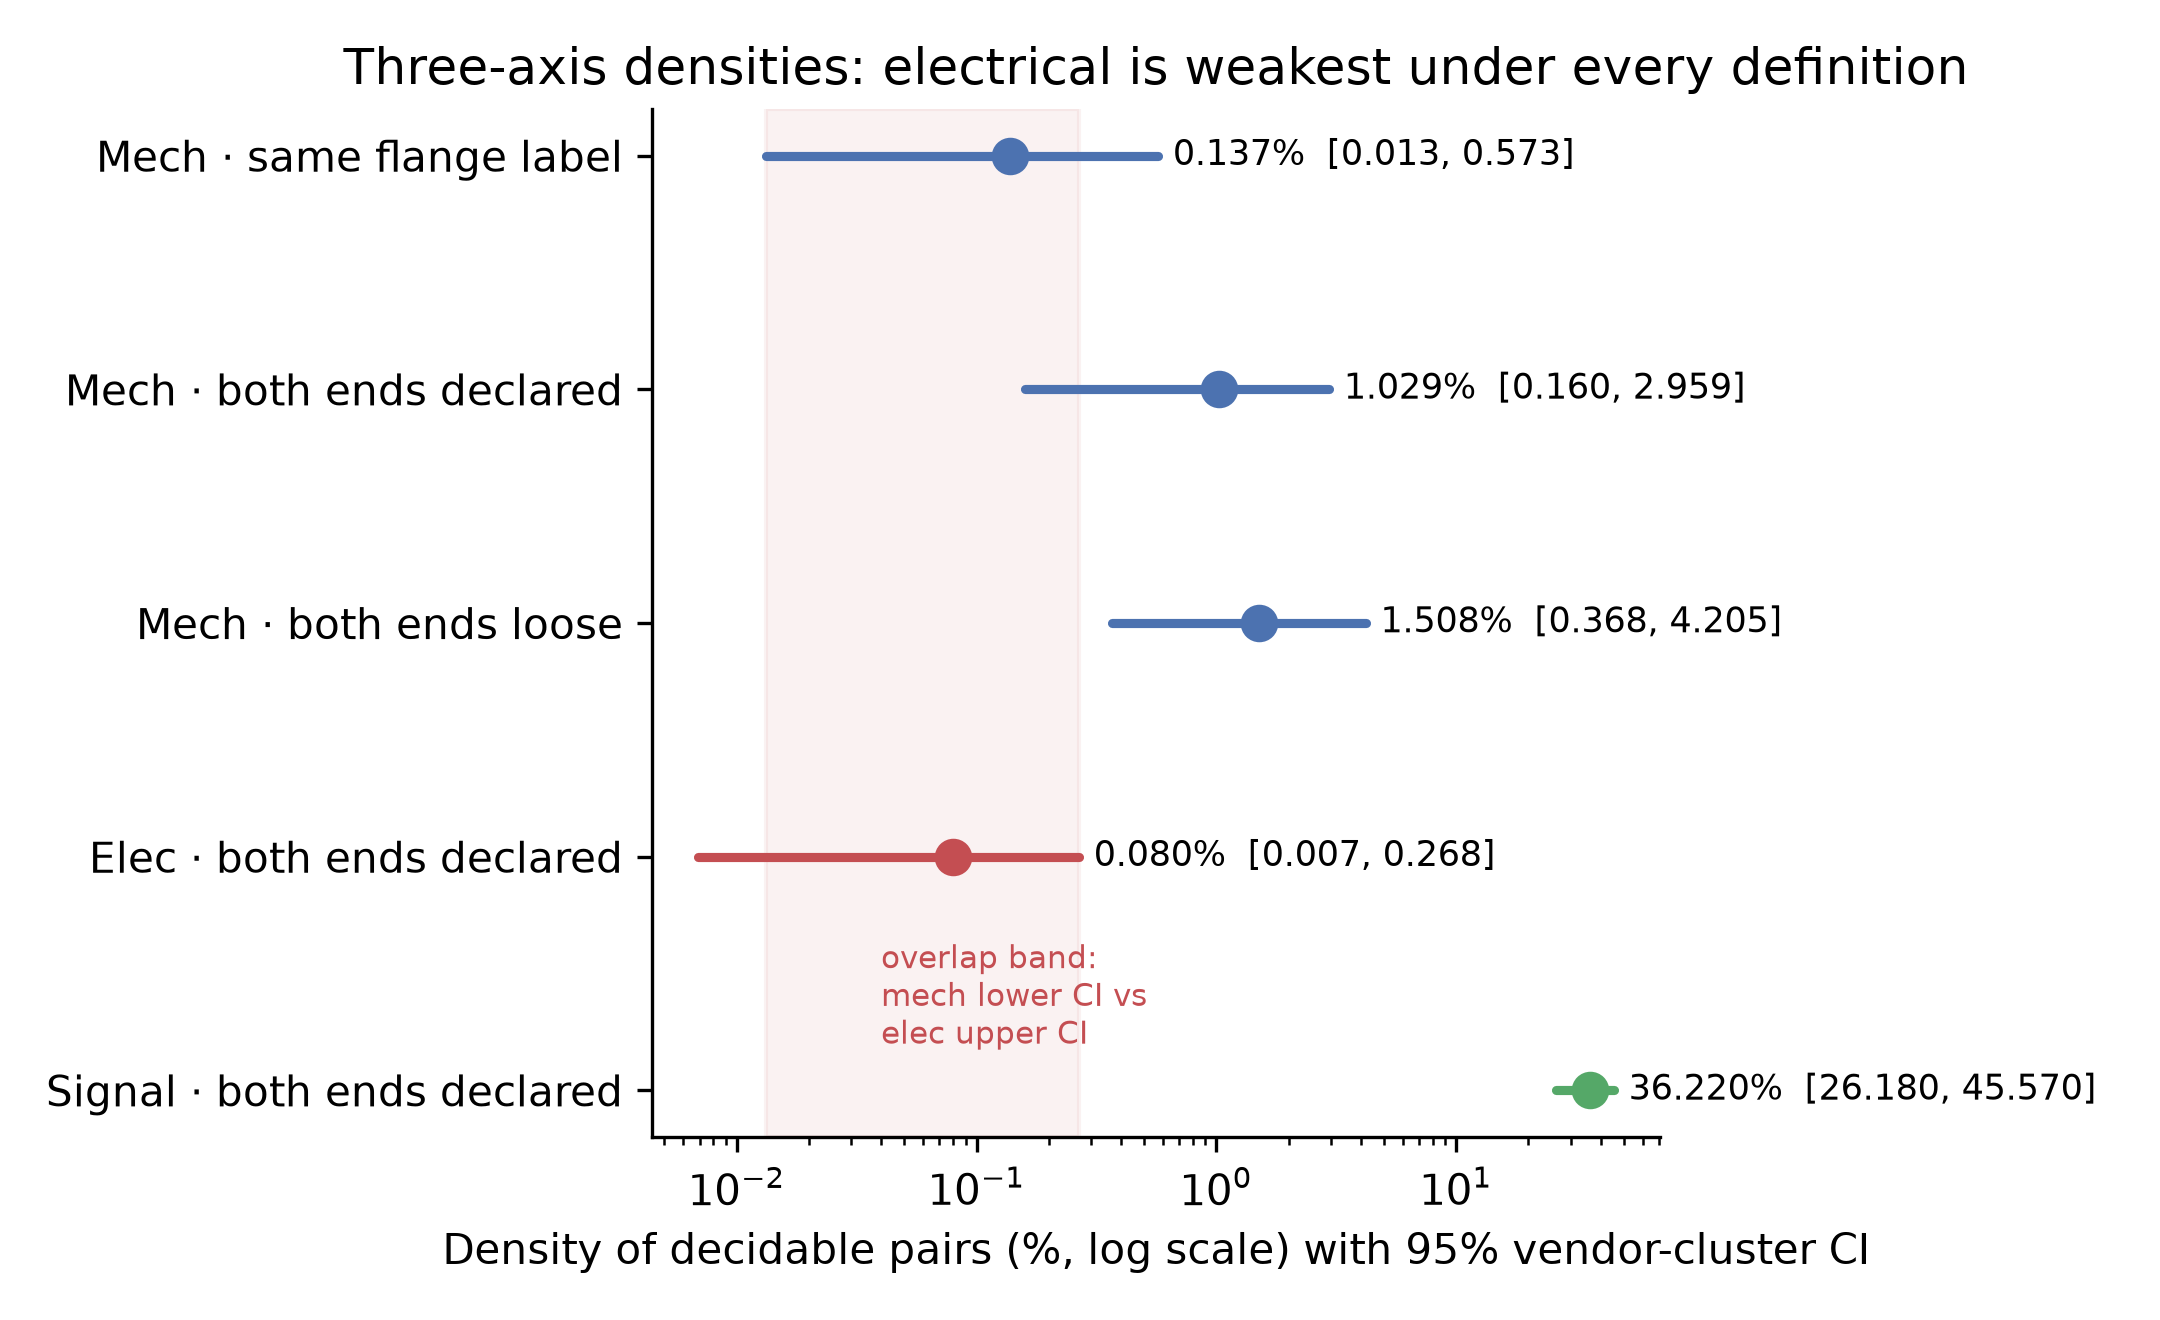 Three-axis densities: electrical is weakest under every definition
Mech · same flange label
0.137%  [0.013, 0.573]
Mech · both ends declared
1.029%  [0.160, 2.959]
Mech · both ends loose
1.508%  [0.368, 4.205]
Elec · both ends declared
0.080%  [0.007, 0.268]
overlap band:
mech lower CI vs
elec upper CI
Signal · both ends declared
36.220%  [26.180, 45.570]
10⁻² 10⁻¹ 10⁰ 10¹
Density of decidable pairs (%, log scale) with 95% vendor-cluster CI